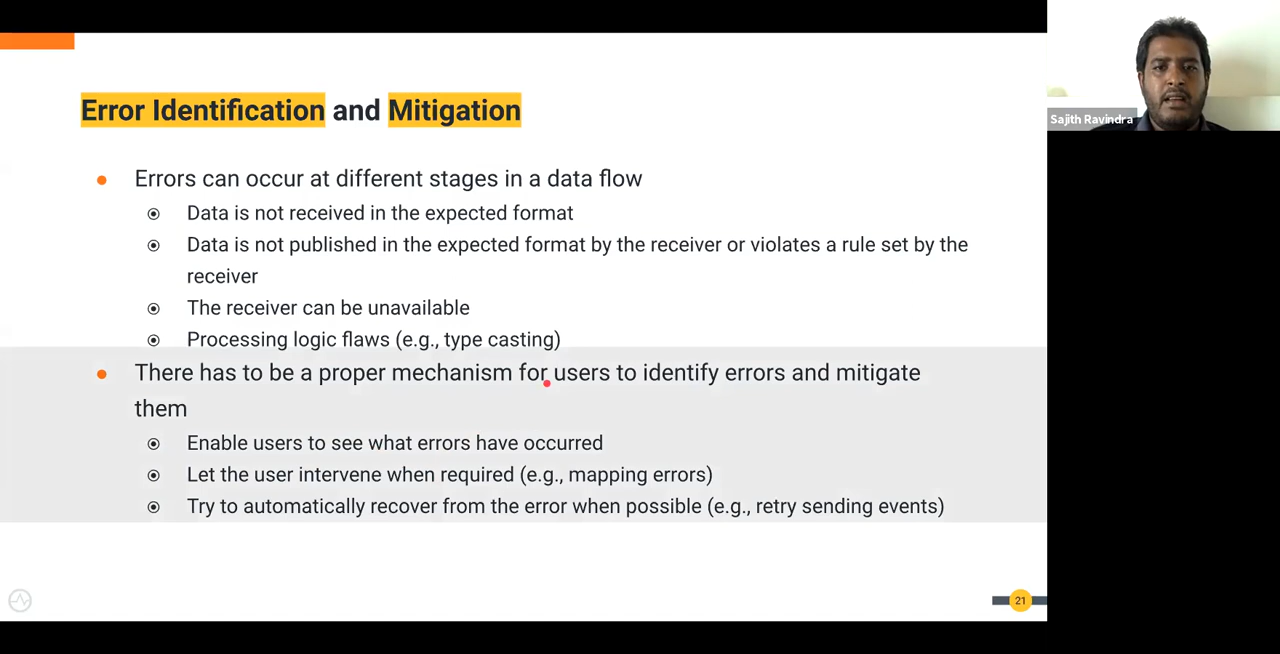 Error Identification and Mitigation
Sajith Ravindra
Errors can occur at different stages in a data flow
Data is not received in the expected format
Data is not published in the expected format by the receiver or violates a rule set by the
receiver
The receiver can be unavailable
Processing logic flaws (e.g., type casting)
There has to be a proper mechanism for users to identify errors and mitigate
them
Enable users to see what errors have occurred
Let the user intervene when required (e.g., mapping errors)
Try to automatically recover from the error when possible (e.g., retry sending events)
21